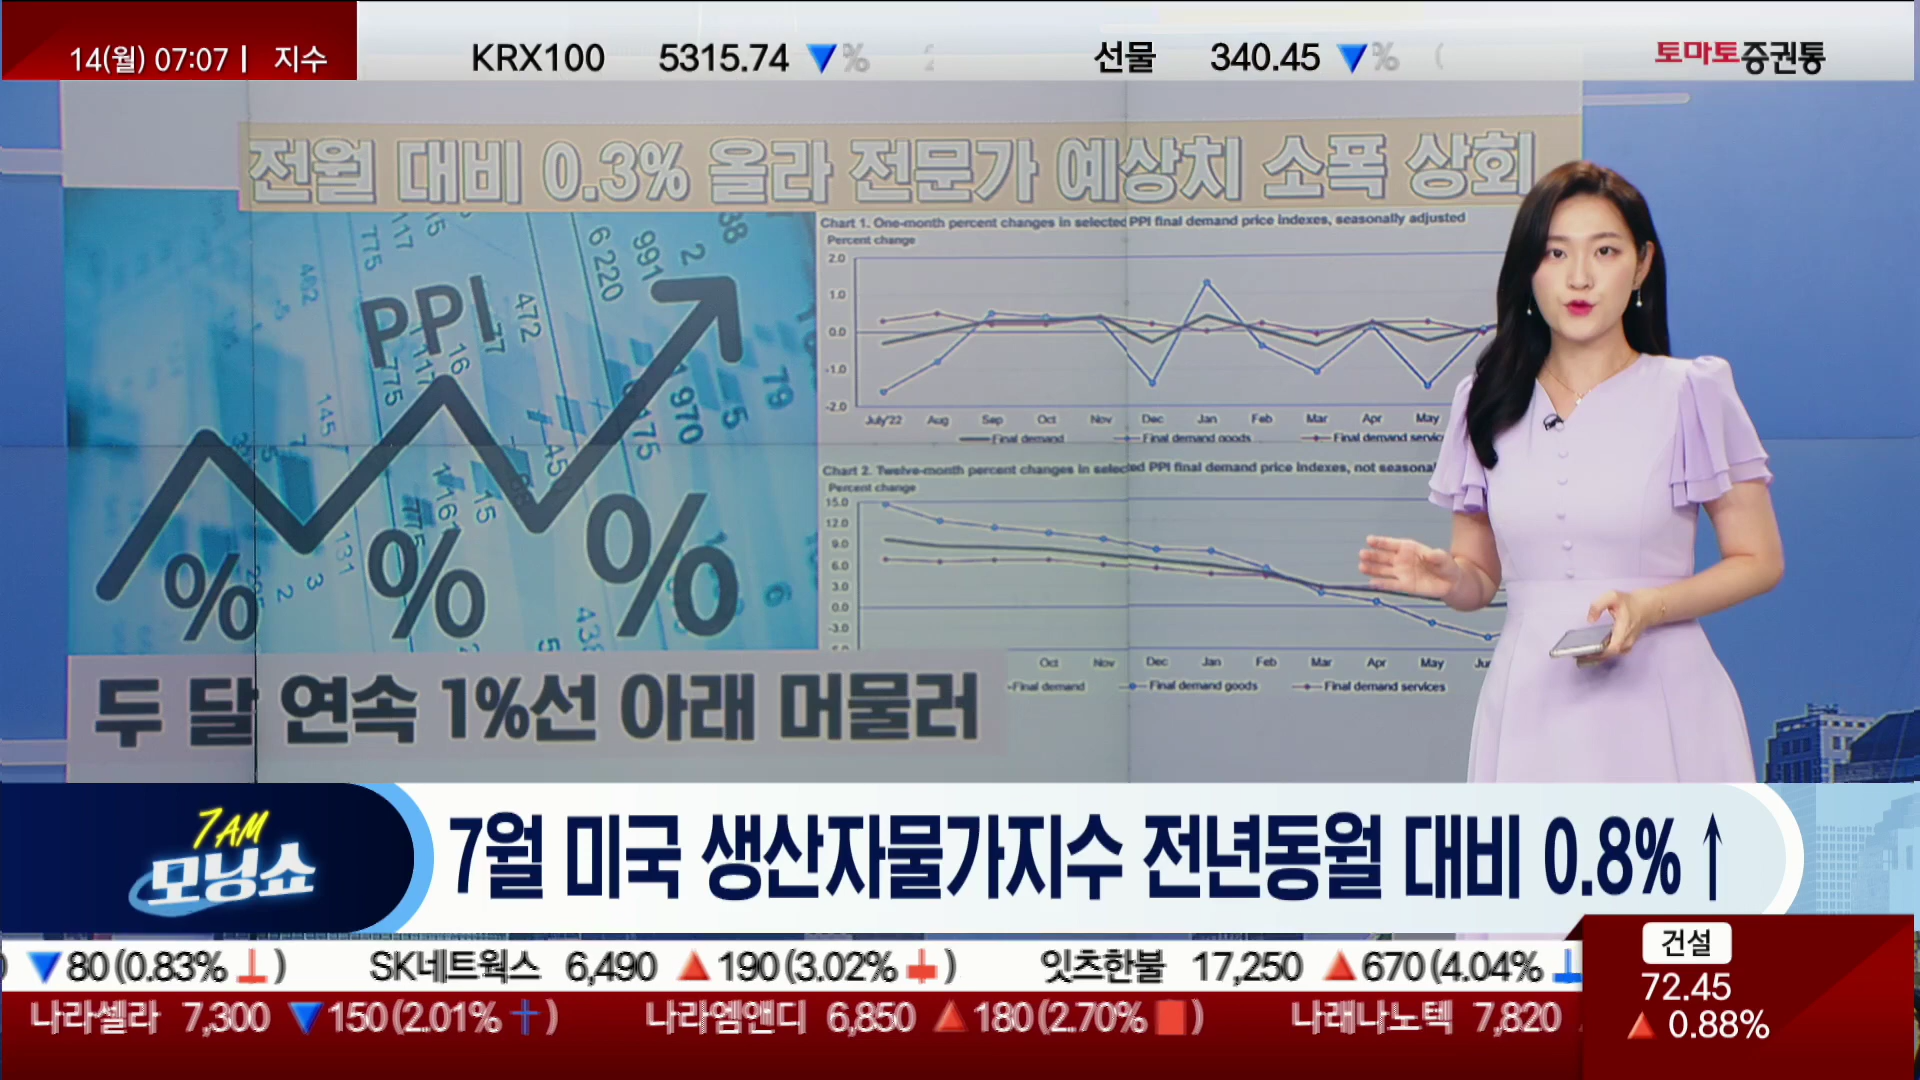 14(월) 07:07 | 지수
KRX100 5315.74 ▼%
선물 340.45 ▼%
토마토증권통
전월 대비 0.3% 올라 전문가 예상치 소폭 상회
PPI
% % %
Chart 1. One-month percent changes in selected PPI final demand price indexes, seasonally adjusted
Percent change
2.0
1.0
0.0
-1.0
-2.0
July'22 Aug Sep Oct Nov Dec Jan Feb Mar Apr May
Final demand Final demand goods Final demand servic
Chart 2. Twelve-month percent changes in selected PPI final demand price indexes, not seasona
Percent change
15.0
12.0
9.0
6.0
3.0
0.0
-3.0
Oct Nov Dec Jan Feb Mar Apr May Jun
Final demand Final demand goods Final demand services
두 달 연속 1%선 아래 머물러
7AM
모닝쇼
7월 미국 생산자물가지수 전년동월 대비 0.8%↑
▼80(0.83% ) SK네트웍스 6,490 ▲190(3.02% ) 잇츠한불 17,250 ▲670(4.04%
나라셀라 7,300 ▼150(2.01% ) 나라엠앤디 6,850 ▲180(2.70% ) 나래나노텍 7,820
건설
72.45
▲ 0.88%